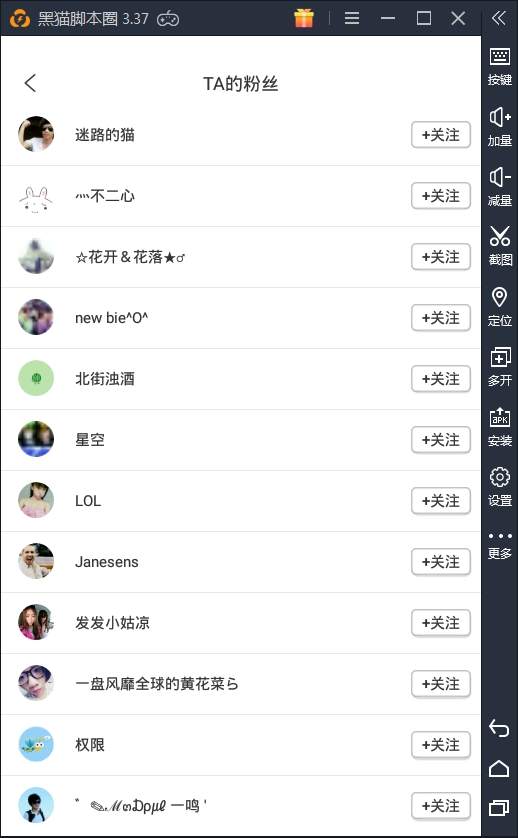 黑猫脚本圈 3.37
TA的粉丝
迷路的猫
+关注
灬不二心
+关注
☆花开＆花落★♂
+关注
new bie^O^
+关注
北街浊酒
+关注
星空
+关注
LOL
+关注
Janesens
+关注
发发小姑凉
+关注
一盘风靡全球的黄花菜ら
+关注
权限
+关注
一鸣 '
+关注
按键
加量
减量
截图
定位
多开
APK
安装
设置
更多